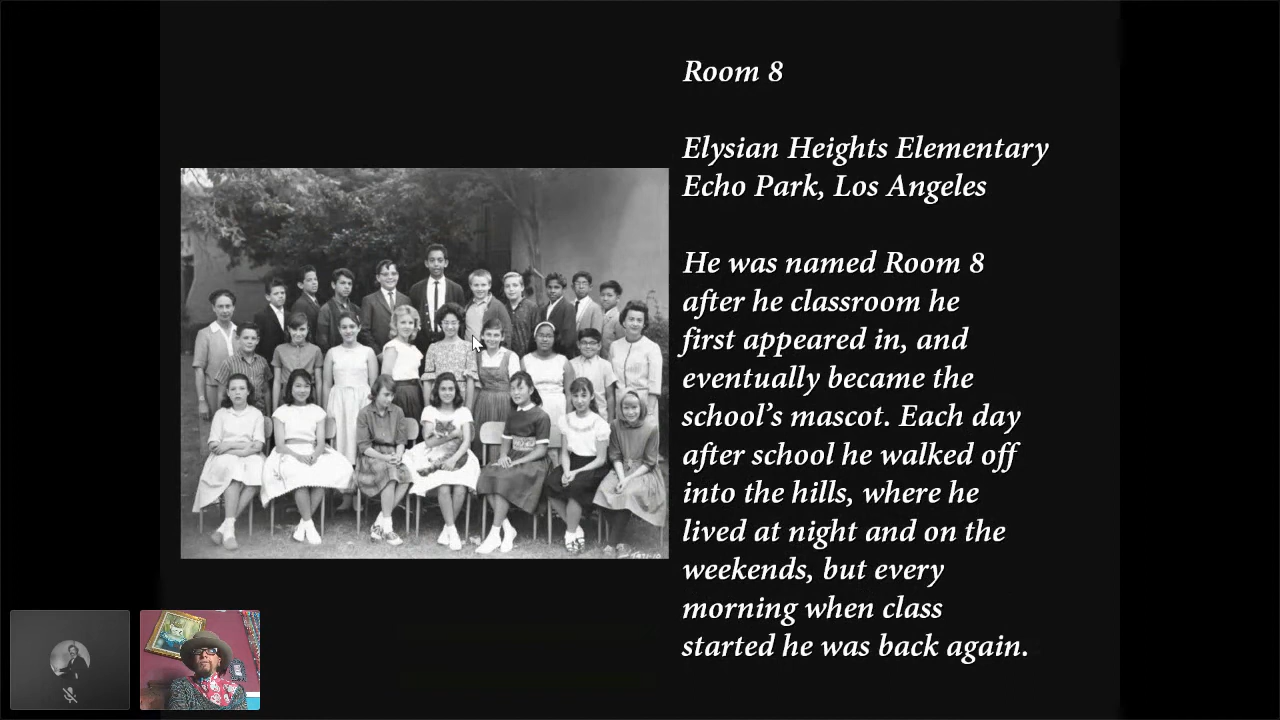 Room 8
Elysian Heights Elementary
Echo Park, Los Angeles
He was named Room 8
after he classroom he
first appeared in, and
eventually became the
school’s mascot. Each day
after school he walked off
into the hills, where he
lived at night and on the
weekends, but every
morning when class
started he was back again.